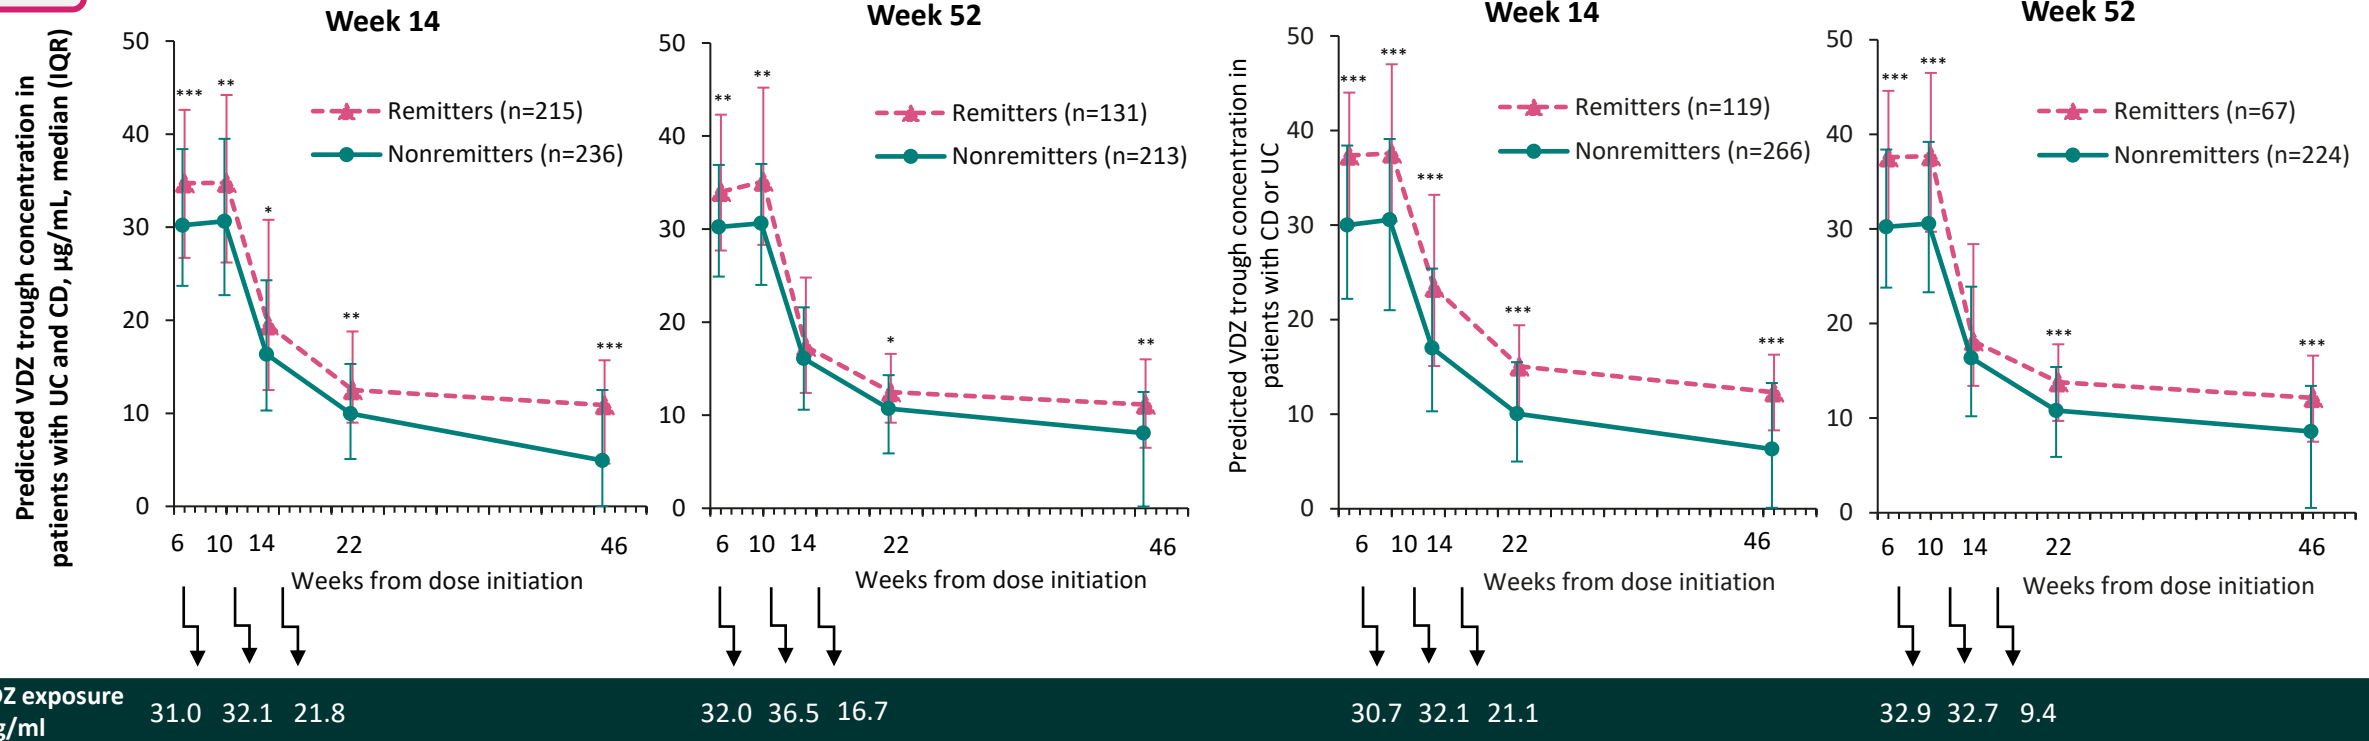 Predicted VDZ trough concentration in
patients with UC and CD, µg/mL, median (IQR)
Week 14
50
40
30
20
10
0
***
**
*
**
***
Remitters (n=215)
Nonremitters (n=236)
6 10 14 22 46
Weeks from dose initiation
Week 52
50
40
30
20
10
0
**
**
*
**
Remitters (n=131)
Nonremitters (n=213)
6 10 14 22 46
Weeks from dose initiation
Predicted VDZ trough concentration in
patients with CD or UC
Week 14
50
40
30
20
10
0
***
***
***
***
***
Remitters (n=119)
Nonremitters (n=266)
6 10 14 22 46
Weeks from dose initiation
Week 52
50
40
30
20
10
0
***
***
***
***
Remitters (n=67)
Nonremitters (n=224)
6 10 14 22 46
Weeks from dose initiation
exposure
g/ml
31.0 32.1 21.8
32.0 36.5 16.7
30.7 32.1 21.1
32.9 32.7 9.4